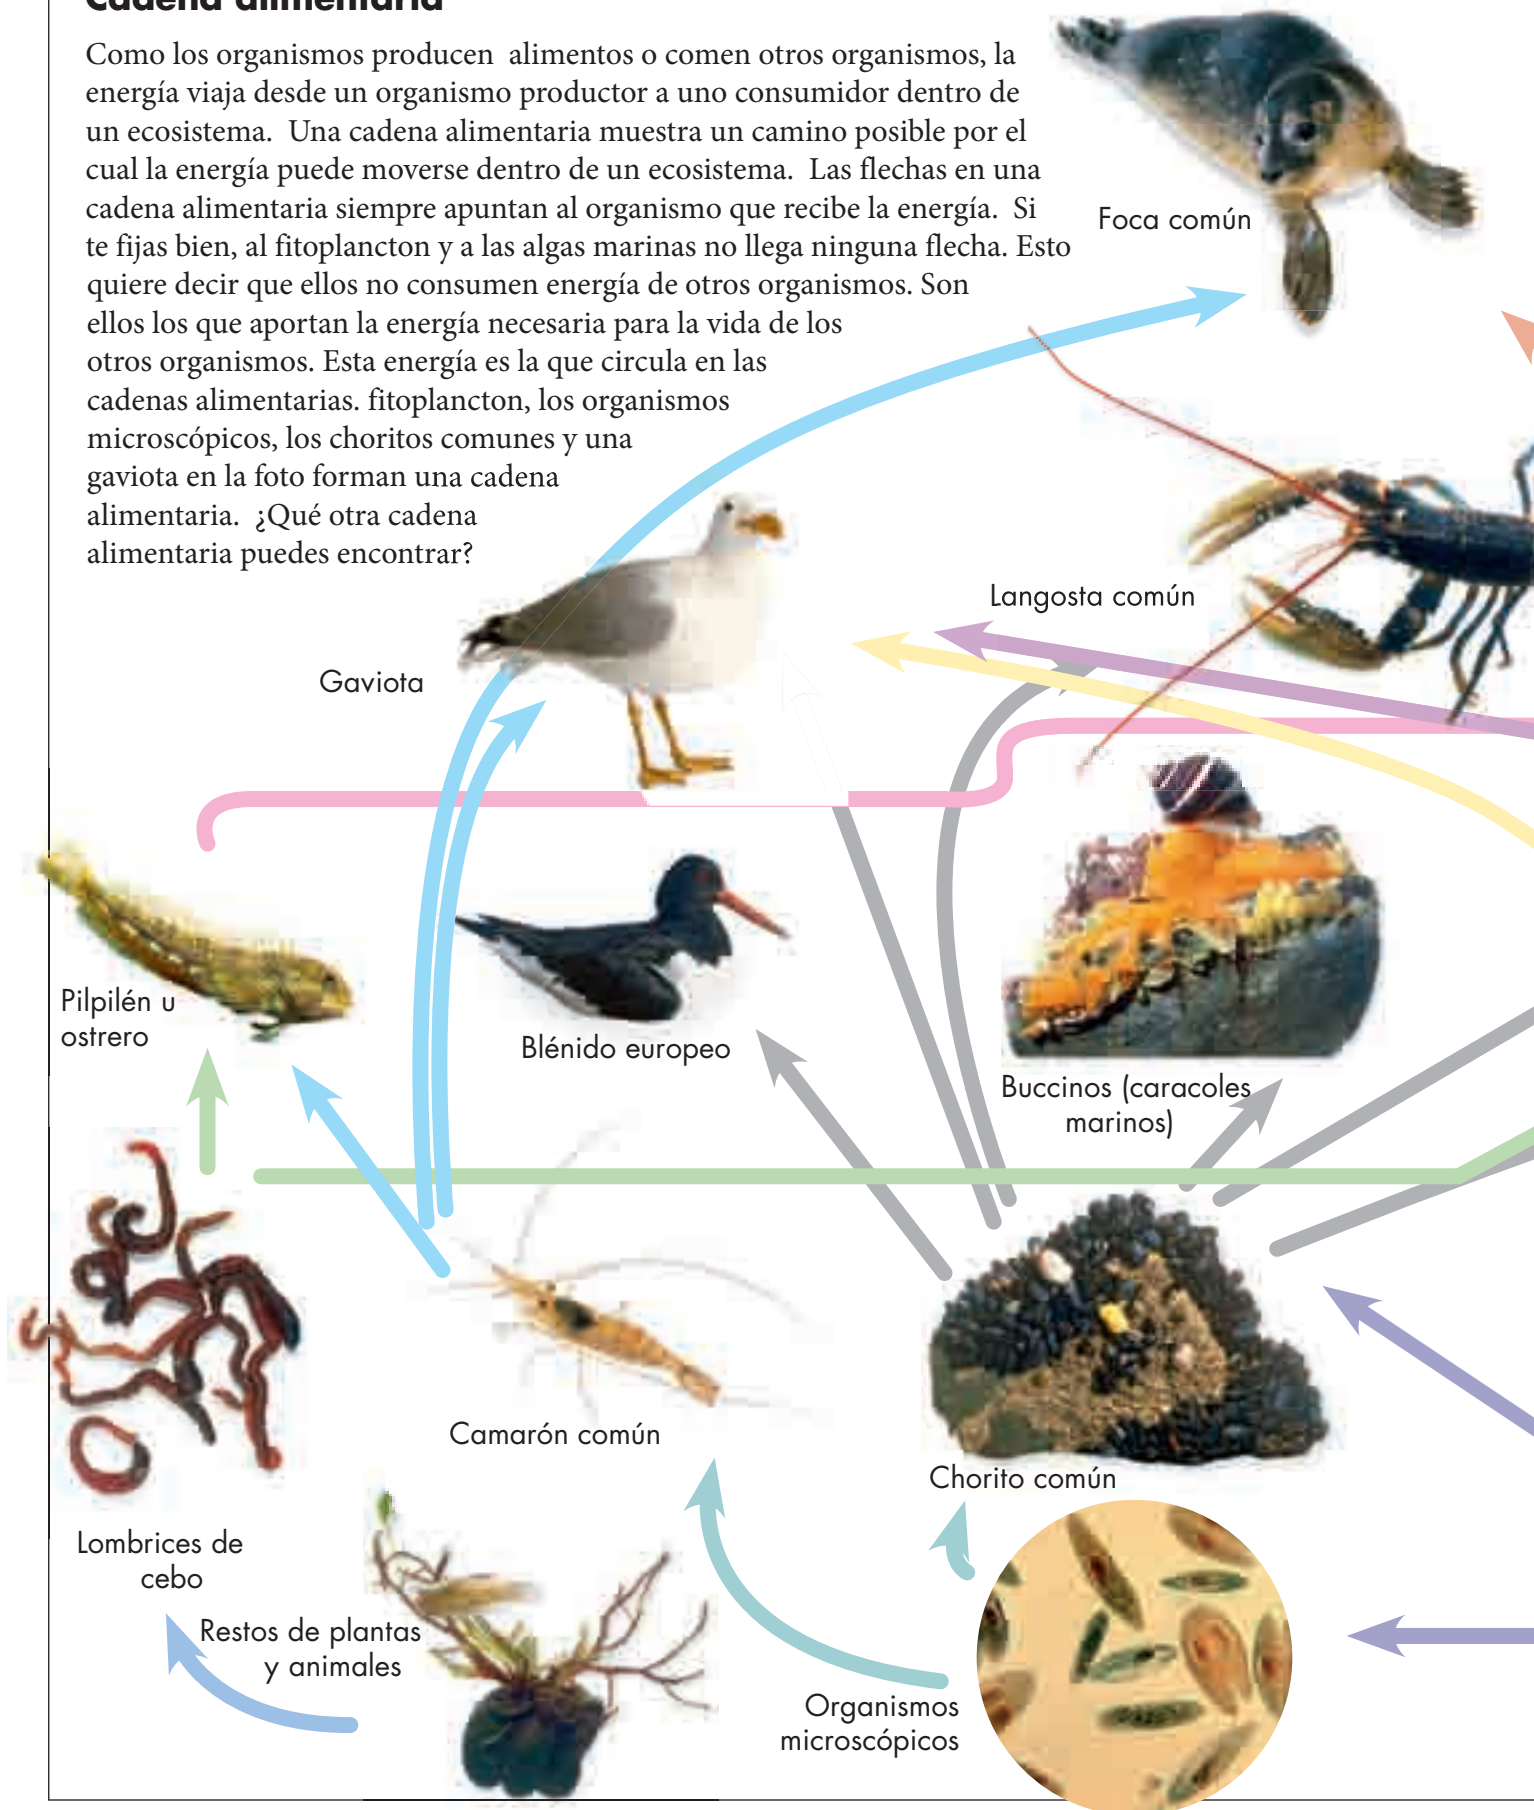 Cadena alimentaria
Como los organismos producen alimentos o comen otros organismos, la
energía viaja desde un organismo productor a uno consumidor dentro de
un ecosistema. Una cadena alimentaria muestra un camino posible por el
cual la energía puede moverse dentro de un ecosistema. Las flechas en una
cadena alimentaria siempre apuntan al organismo que recibe la energía. Si
te fijas bien, al fitoplancton y a las algas marinas no llega ninguna flecha. Esto
quiere decir que ellos no consumen energía de otros organismos. Son
ellos los que aportan la energía necesaria para la vida de los
otros organismos. Esta energía es la que circula en las
cadenas alimentarias. fitoplancton, los organismos
microscópicos, los choritos comunes y una
gaviota en la foto forman una cadena
alimentaria. ¿Qué otra cadena
alimentaria puedes encontrar?
Foca común
Langosta común
Gaviota
Pilpilén u
ostrero
Blénido europeo
Buccinos (caracoles
marinos)
Camarón común
Chorito común
Lombrices de
cebo
Restos de plantas
y animales
Organismos
microscópicos